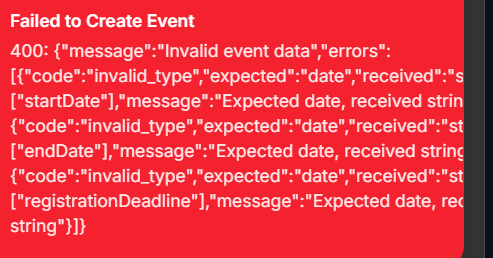 Failed to Create Event
400: {"message":"Invalid event data","errors":
[{"code":"invalid_type","expected":"date","received":"s
["startDate"],"message":"Expected date, received strin
{"code":"invalid_type","expected":"date","received":"st
["endDate"],"message":"Expected date, received string
{"code":"invalid_type","expected":"date","received":"st
["registrationDeadline"],"message":"Expected date, rec
string"}]}